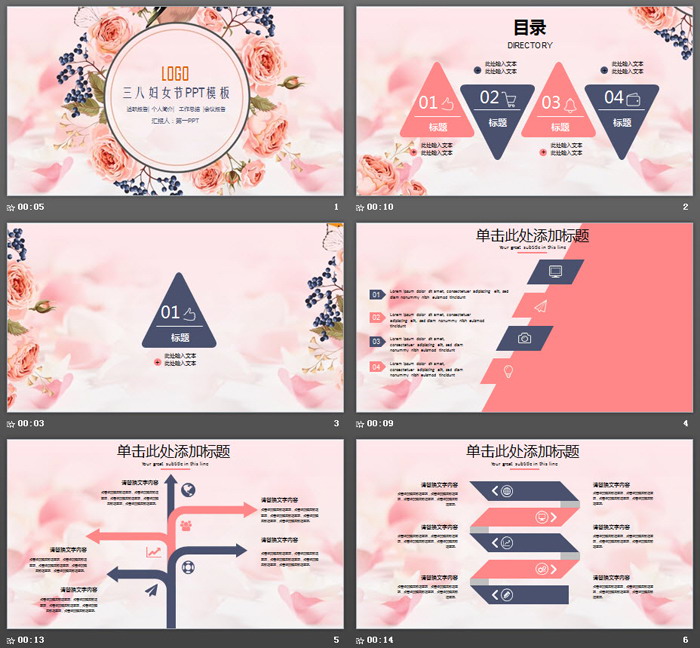 LOGO
三八妇女节PPT模板
述职报告| 个人简介| 工作总结 |会议报告
汇报人：第一PPT
00:05
1
目录
DIRECTORY
此处输入文本
此处输入文本
此处输入文本
此处输入文本
01
02
03
04
标题
标题
标题
标题
此处输入文本
此处输入文本
此处输入文本
此处输入文本
00:10
2
01
标题
此处输入文本
此处输入文本
00:03
3
单击此处添加标题
Your great subtitle in this line
01
Lorem ipsum dolor sit amet, consectetuer adipiscing elit, sed
diam nonummy nibh euismod tincidunt
02
Lorem ipsum dolor sit amet, consectetuer
adipiscing elit, sed diam nonummy nibh euismod
tincidunt
03
Lorem ipsum dolor sit amet,
consectetuer adipiscing elit, sed
diam nonummy nibh euismod tincidunt
04
Lorem ipsum dolor sit amet,
consectetuer adipiscing elit, sed
diam nonummy nibh euismod tincidunt
00:09
4
单击此处添加标题
Your great subtitle in this line
请替换文字内容
请替换文字内容
请替换文字内容
请替换文字内容
请替换文字内容
00:13
5
单击此处添加标题
Your great subtitle in this line
请替换文字内容
请替换文字内容
请替换文字内容
请替换文字内容
请替换文字内容
请替换文字内容
00:14
6